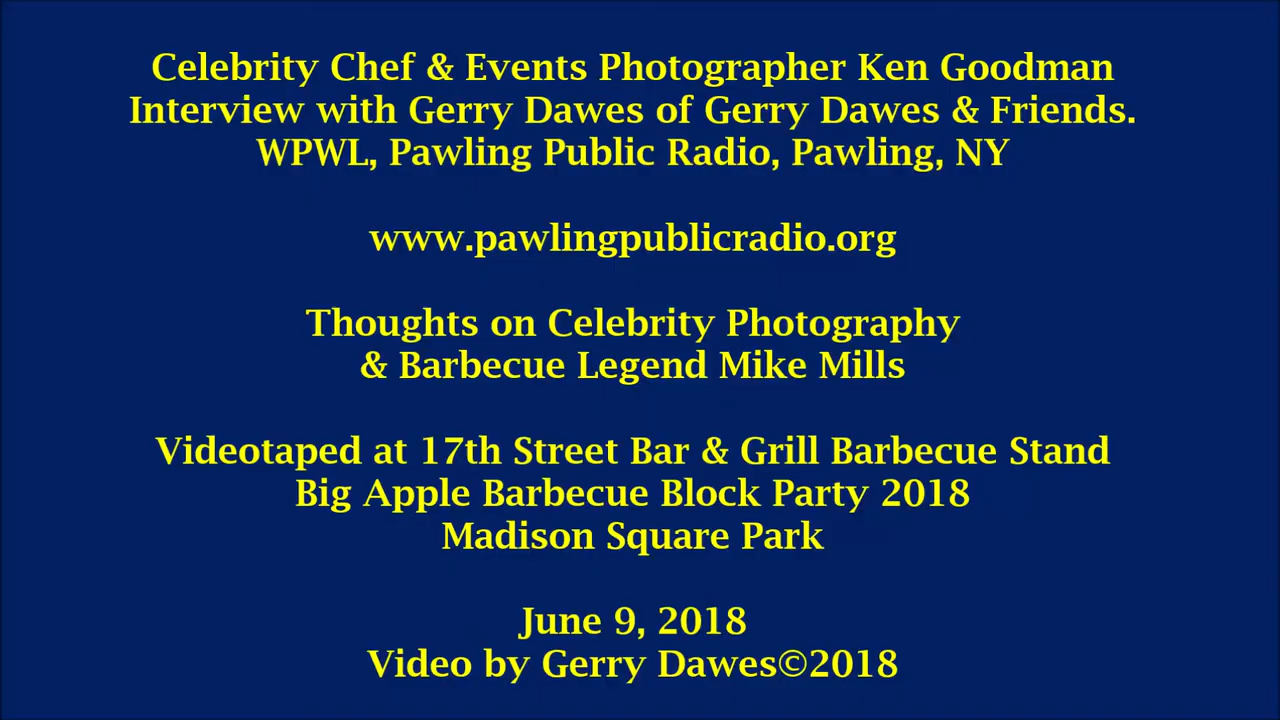 Celebrity Chef & Events Photographer Ken Goodman
Interview with Gerry Dawes of Gerry Dawes & Friends.
WPWL, Pawling Public Radio, Pawling, NY
www.pawlingpublicradio.org
Thoughts on Celebrity Photography
& Barbecue Legend Mike Mills
Videotaped at 17th Street Bar & Grill Barbecue Stand
Big Apple Barbecue Block Party 2018
Madison Square Park
June 9, 2018
Video by Gerry Dawes©2018